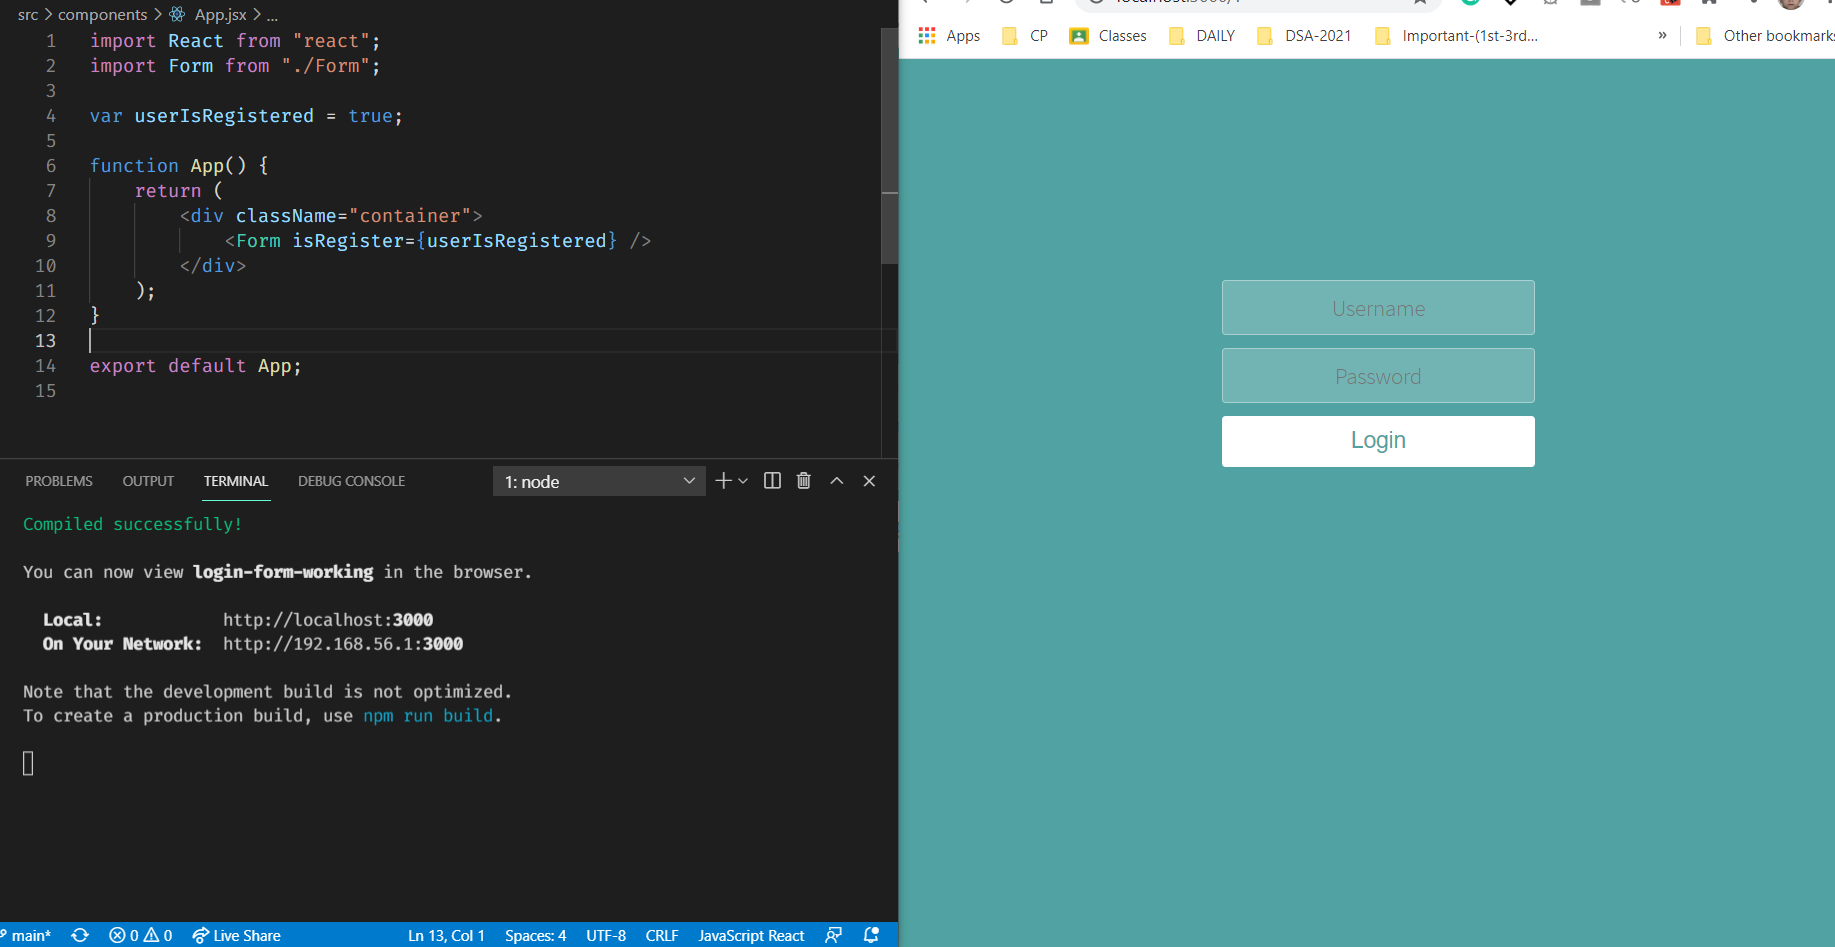 src > components > App.jsx > ...
1 import React from "react";
2 import Form from "./Form";
3
4 var userIsRegistered = true;
5
6 function App() {
7 return (
8 <div className="container">
9 <Form isRegister={userIsRegistered} />
10 </div>
11 );
12 }
13
14 export default App;
15
PROBLEMS OUTPUT TERMINAL DEBUG CONSOLE 1: node
Compiled successfully!
You can now view login-form-working in the browser.
Local: http://localhost:3000
On Your Network: http://192.168.56.1:3000
Note that the development build is not optimized.
To create a production build, use npm run build.
main* 0 0 Live Share Ln 13, Col 1 Spaces: 4 UTF-8 CRLF JavaScript React
Apps CP Classes DAILY DSA-2021 Important-(1st-3rd... » Other bookmarks
Username
Password
Login